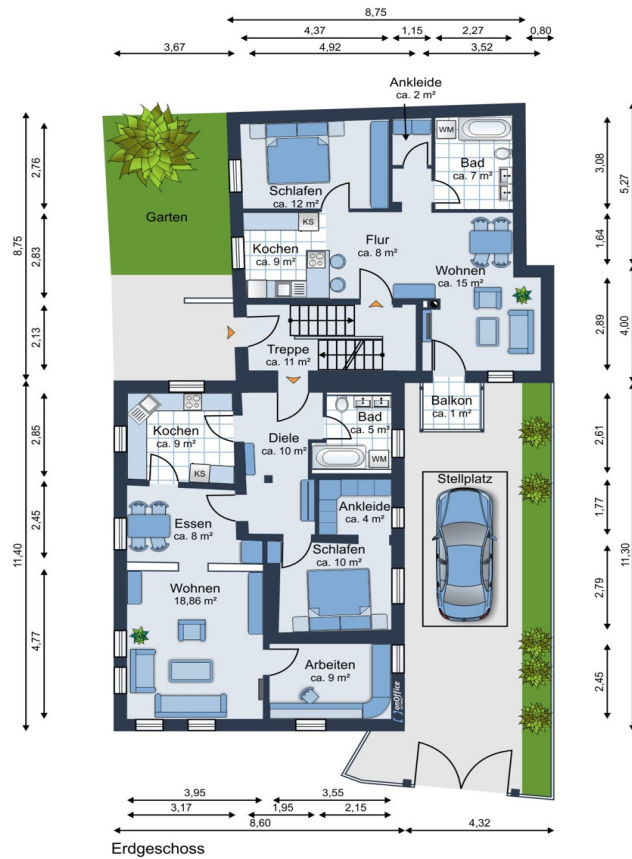 8,75
4,37
1,15
2,27
0,80
3,67
4,92
3,52
Ankleide
ca. 2 m²
WM
Bad
ca. 7 m²
Schlafen
ca. 12 m²
Garten
KS
Kochen
ca. 9 m²
Flur
ca. 8 m²
Wohnen
ca. 15 m²
Treppe
ca. 11 m²
Balkon
ca. 1 m²
Kochen
ca. 9 m²
KS
Diele
ca. 10 m²
Bad
ca. 5 m²
WM
Stellplatz
Essen
ca. 8 m²
Ankleide
ca. 4 m²
Schlafen
ca. 10 m²
Wohnen
18,86 m²
Arbeiten
ca. 9 m²
onOffice
8,75
2,76
2,83
2,13
11,40
2,85
2,45
4,77
3,08
1,64
2,89
5,27
4,00
2,61
1,77
2,79
2,45
11,30
3,95
3,55
3,17
1,95
2,15
8,60
4,32
Erdgeschoss